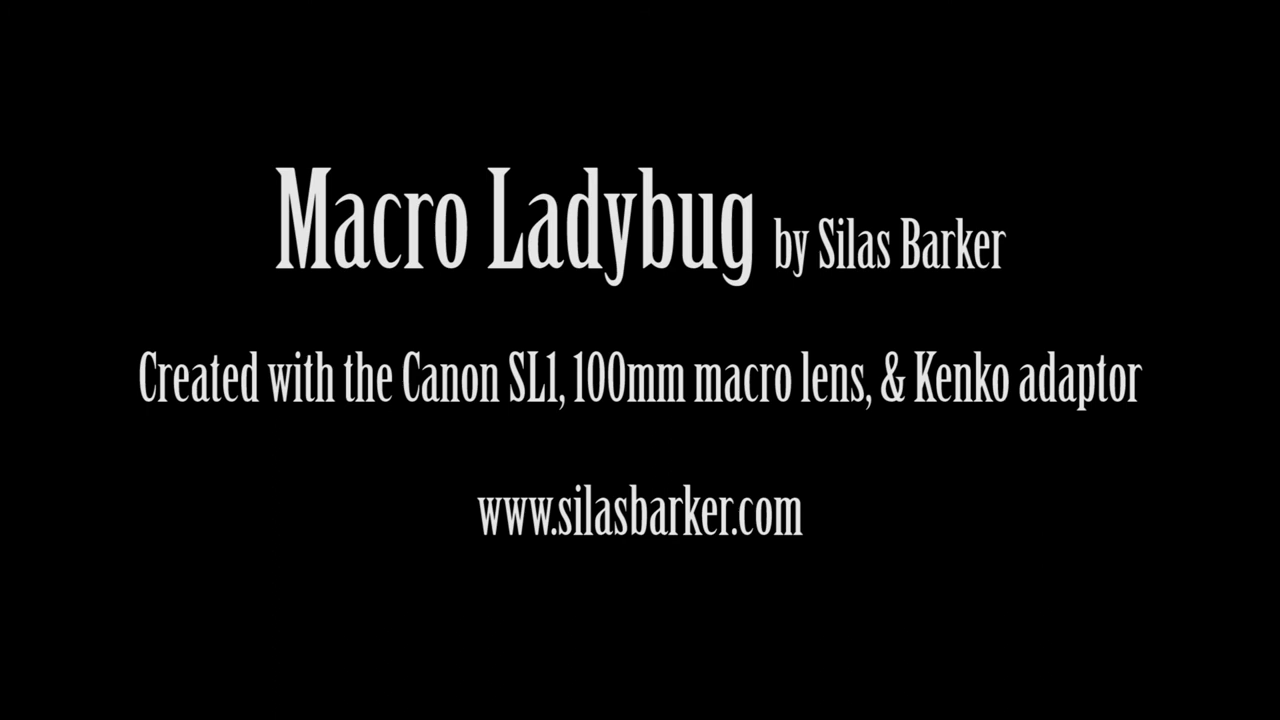 Macro Ladybug by Silas Barker
Created with the Canon SL1, 100mm macro lens, & Kenko adaptor
www.silasbarker.com